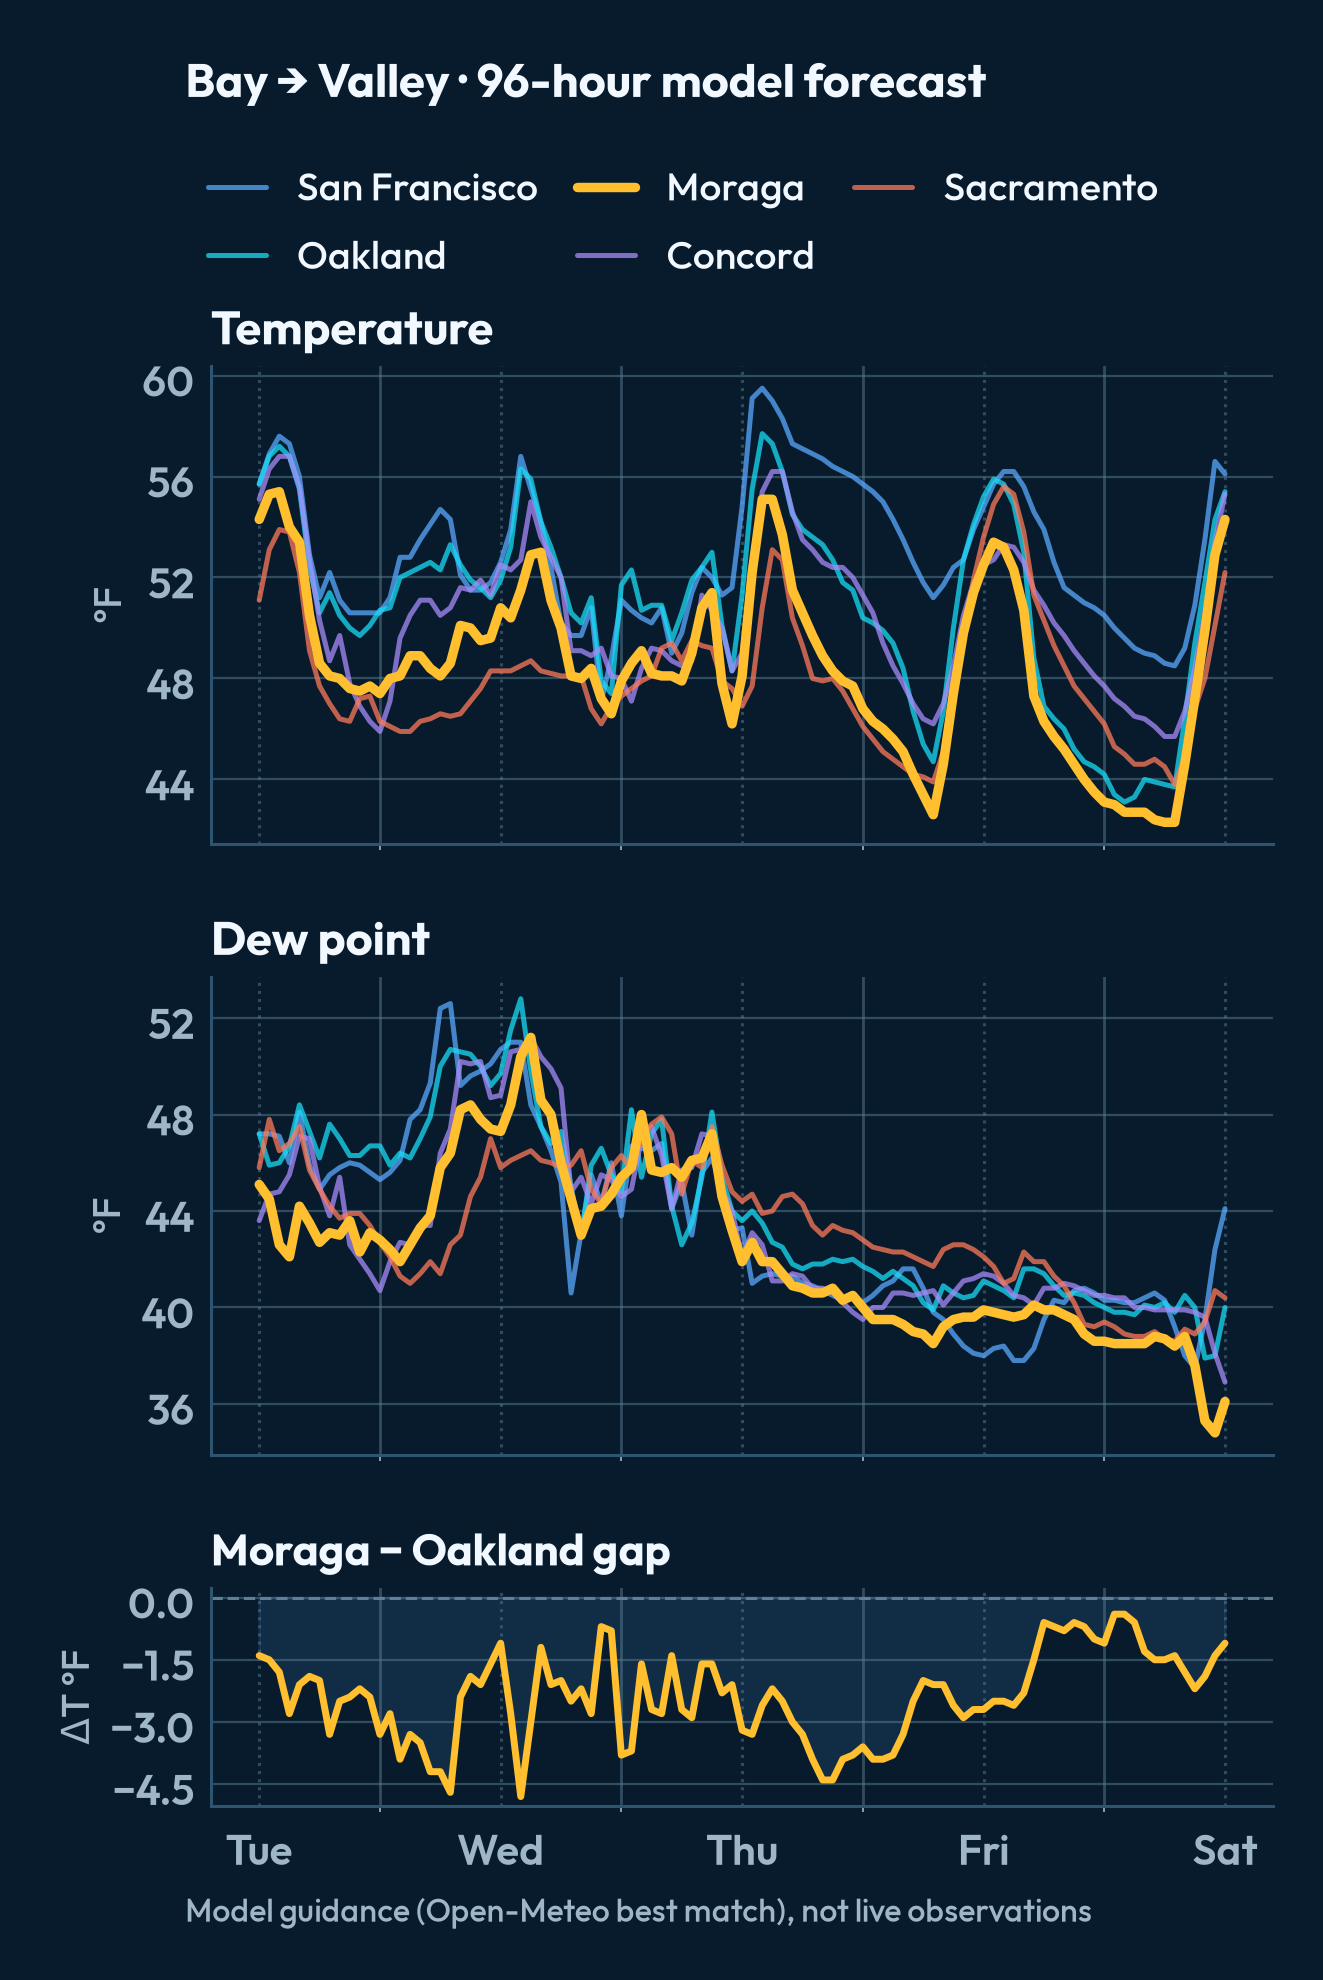 Bay → Valley · 96-hour model forecast
San Francisco
Moraga
Sacramento
Oakland
Concord
Temperature
60
56
52
48
44
°F
Dew point
52
48
44
40
36
°F
Moraga − Oakland gap
0.0
−1.5
−3.0
−4.5
ΔT °F
Tue
Wed
Thu
Fri
Sat
Model guidance (Open-Meteo best match), not live observations